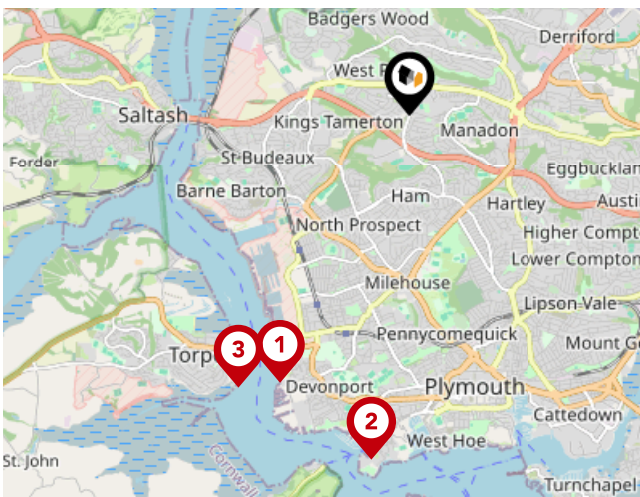 Badgers Wood
Derriford
West P
Saltash
Kings Tamerton
Manadon
Forder
St Budeaux
Eggbucklan
Barne Barton
Ham
Hartley
Austi
North Prospect
Higher Compt
Lower Compton
Milehouse
Lipson Vale
Pennycomequick
Mount G
Torp
3
1
Devonport
Plymouth
2
Cattedown
West Hoe
St. John
Cornwall
Turnchapel